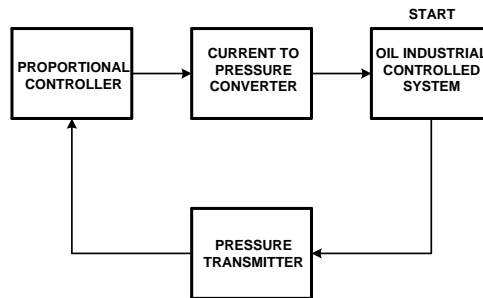 START
PROPORTIONAL
CONTROLLER
CURRENT TO
PRESSURE
CONVERTER
OIL INDUSTRIAL
CONTROLLED
SYSTEM
PRESSURE
TRANSMITTER